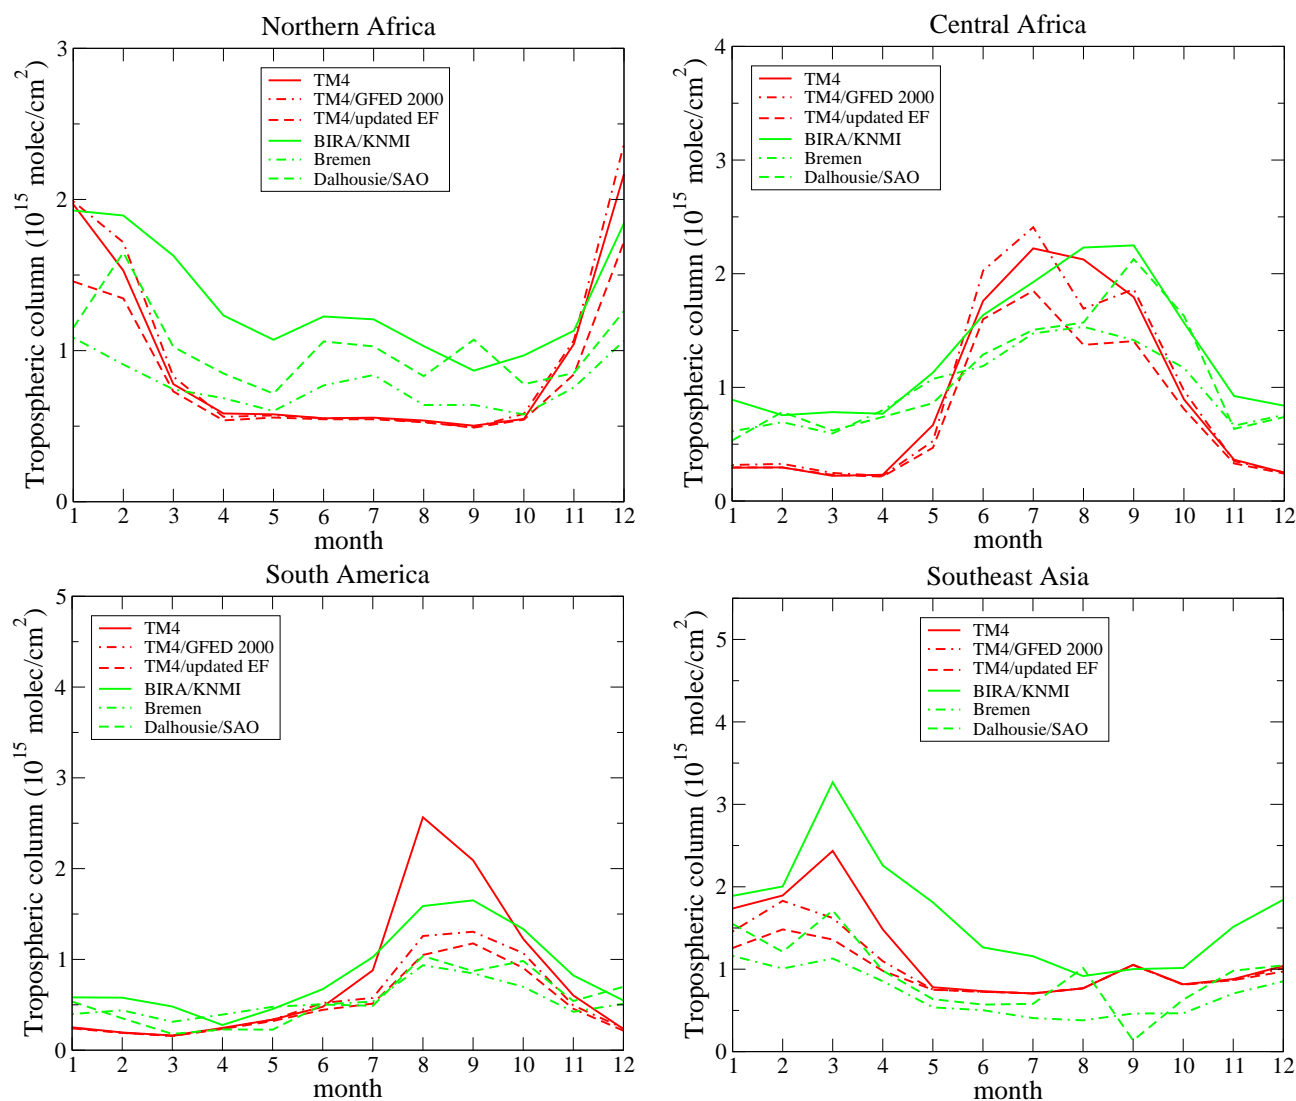 Northern Africa
Tropospheric column (10^15 molec/cm^2)
3
2
1
0
TM4
TM4/GFED 2000
TM4/updated EF
BIRA/KNMI
Bremen
Dalhousie/SAO
1 2 3 4 5 6 7 8 9 10 11 12
month
Central Africa
Tropospheric column (10^15 molec/cm^2)
4
3
2
1
0
TM4
TM4/GFED 2000
TM4/updated EF
BIRA/KNMI
Bremen
Dalhousie/SAO
1 2 3 4 5 6 7 8 9 10 11 12
month
South America
Tropospheric column (10^15 molec/cm^2)
5
4
3
2
1
0
TM4
TM4/GFED 2000
TM4/updated EF
BIRA/KNMI
Bremen
Dalhousie/SAO
1 2 3 4 5 6 7 8 9 10 11 12
month
Southeast Asia
Tropospheric column (10^15 molec/cm^2)
5
4
3
2
1
0
TM4
TM4/GFED 2000
TM4/updated EF
BIRA/KNMI
Bremen
Dalhousie/SAO
1 2 3 4 5 6 7 8 9 10 11 12
month